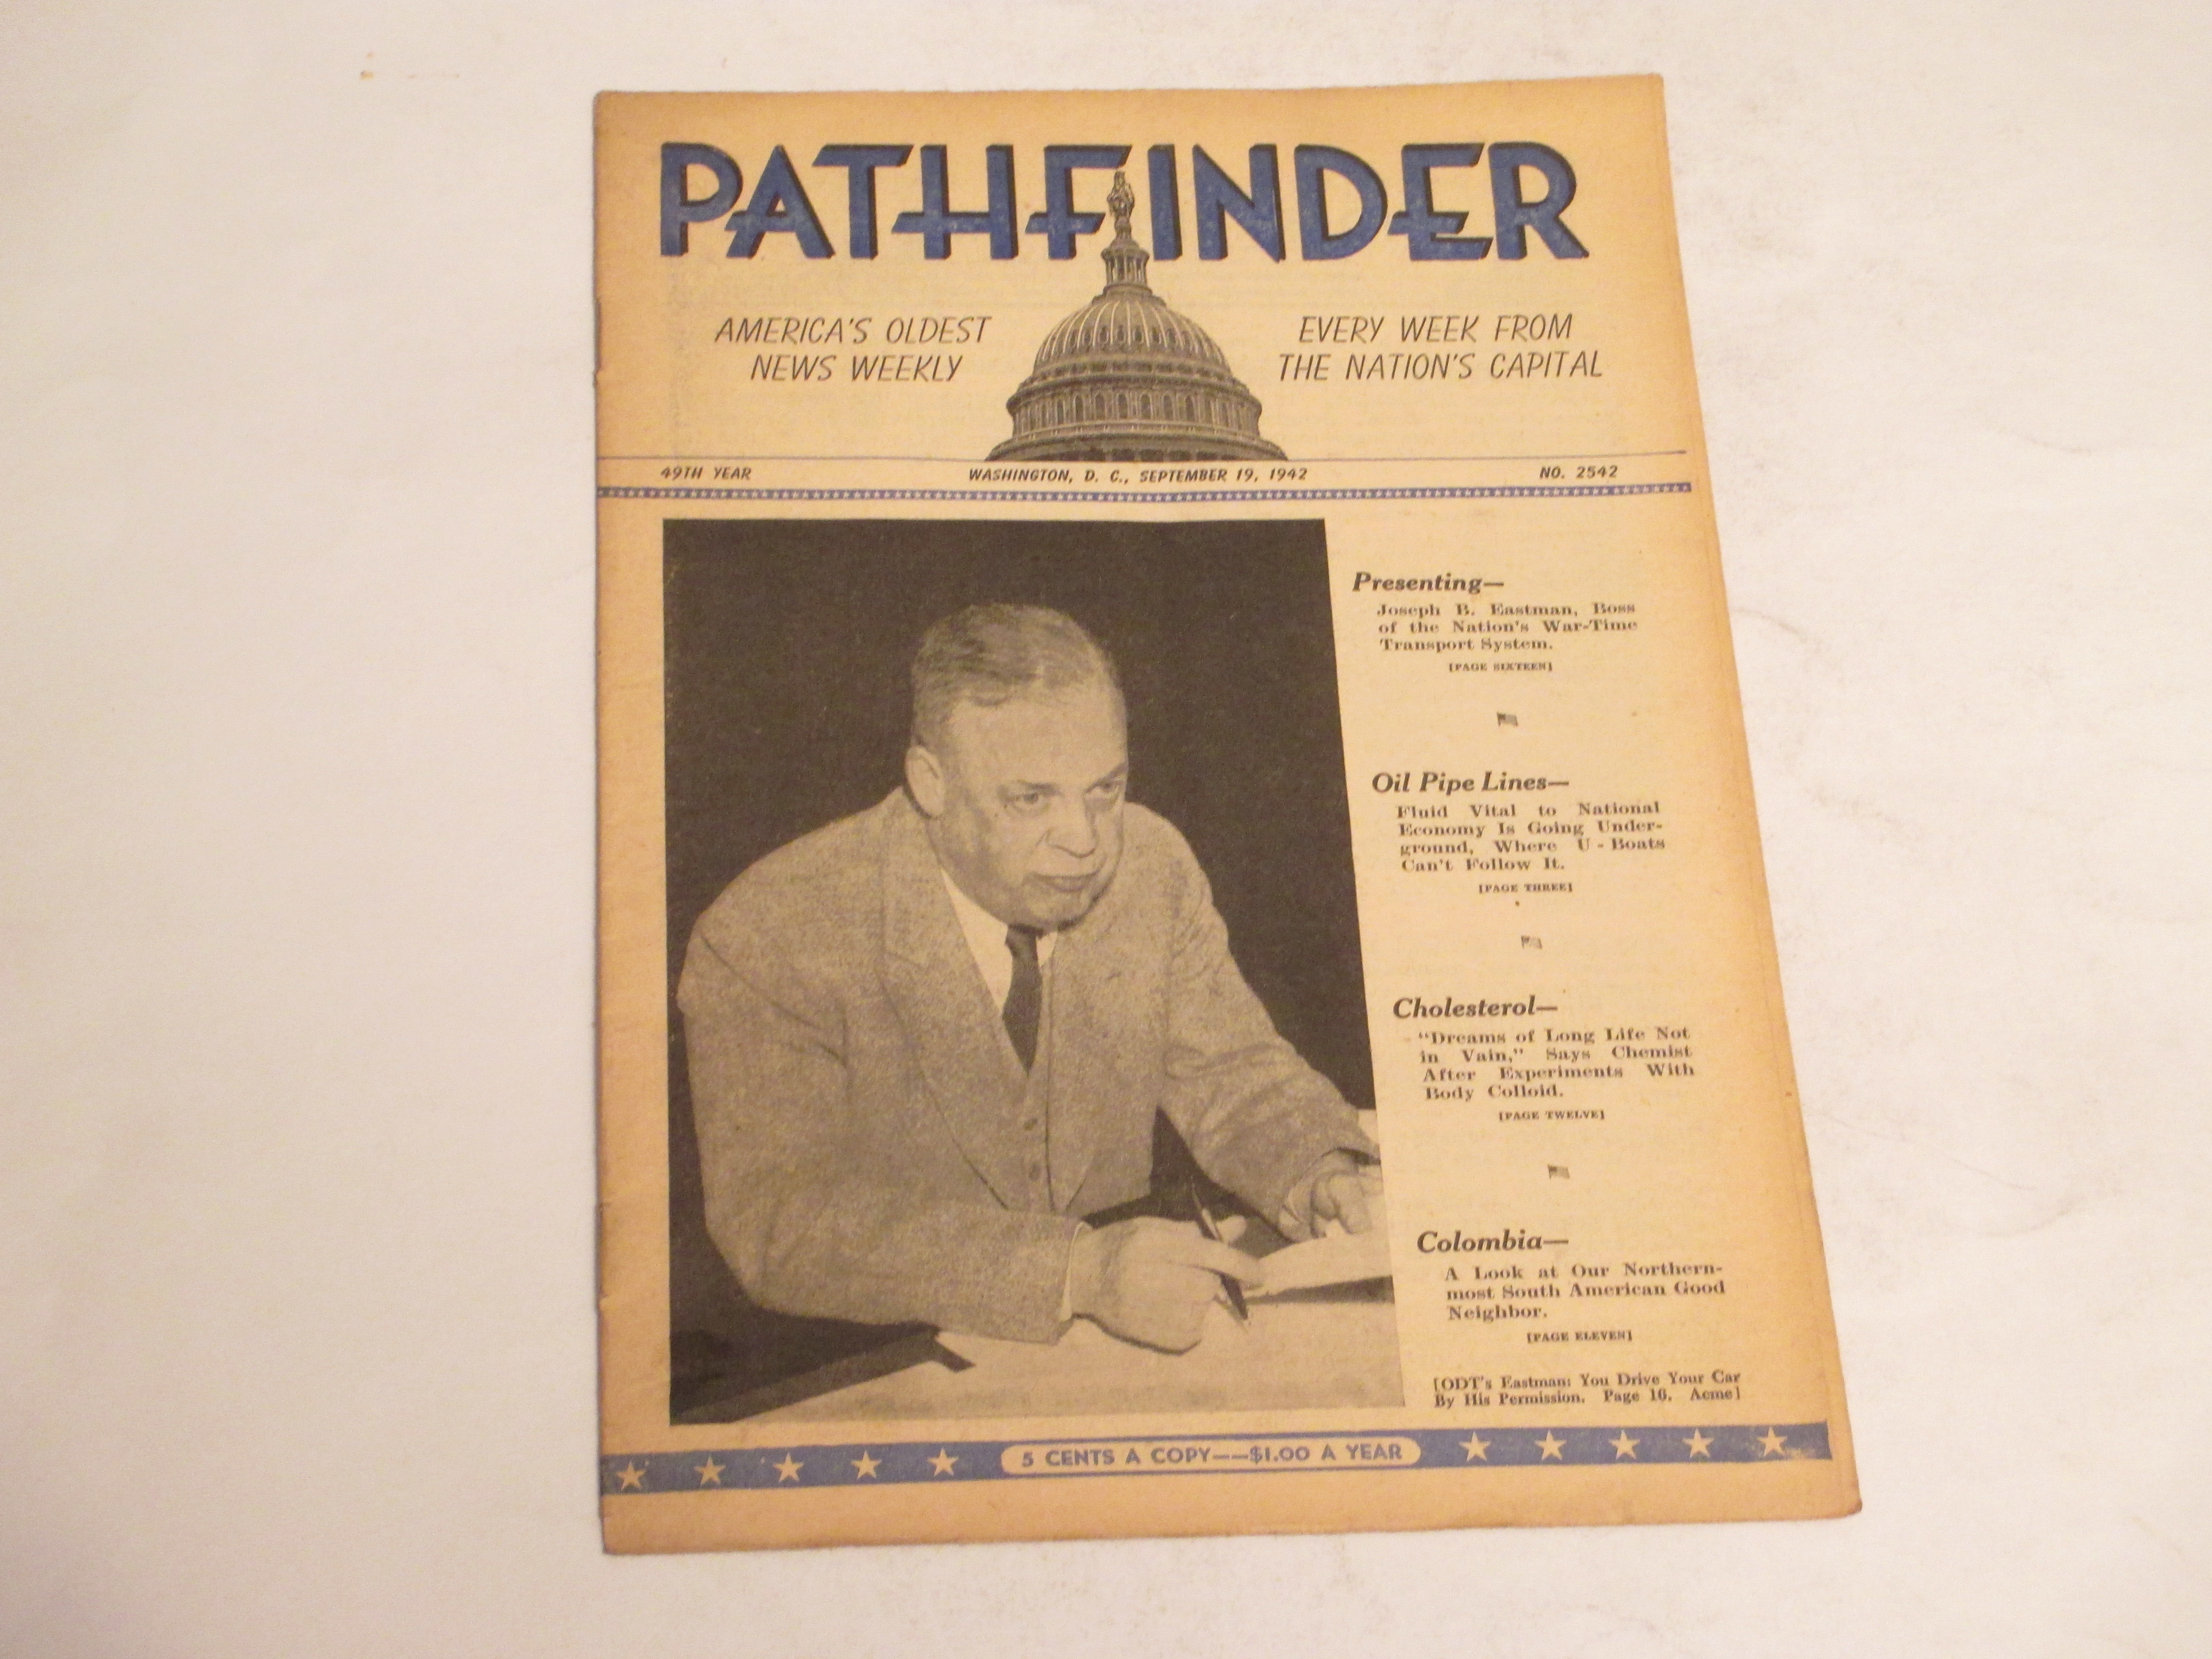 PATHFINDER
AMERICA'S OLDEST
NEWS WEEKLY
EVERY WEEK FROM
THE NATION'S CAPITAL
49TH YEAR
WASHINGTON, D. C., SEPTEMBER 19, 1942
NO. 2542
Presenting—
Joseph B. Eastman, Boss
of the Nation's War-Time
Transport System.
[PAGE SIXTEEN]
Oil Pipe Lines—
Fluid Vital to National
Economy Is Going Under-
ground, Where U-Boats
Can't Follow It.
[PAGE THREE]
Cholesterol—
"Dreams of Long Life Not
in Vain," Says Chemist
After Experiments With
Body Colloid.
[PAGE TWELVE]
Colombia—
A Look at Our Northern-
most South American Good
Neighbor.
[PAGE ELEVEN]
[ODT's Eastman: You Drive Your Car
By His Permission. Page 16. Acme]
5 CENTS A COPY——$1.00 A YEAR